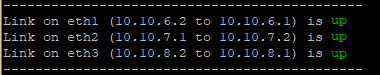 --------------------------------------------
Link on eth1 (10.10.6.2 to 10.10.6.1) is up
Link on eth2 (10.10.7.1 to 10.10.7.2) is up
Link on eth3 (10.10.8.2 to 10.10.8.1) is up
--------------------------------------------